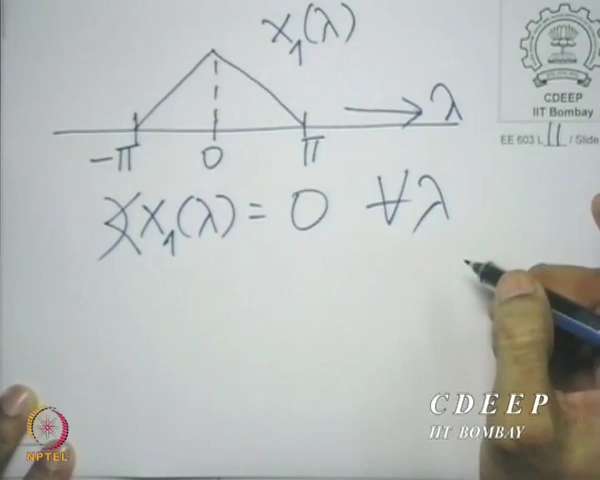 X₁(λ)
λ
-π 0 π
∢X₁(λ) = 0 ∀λ
CDEEP
IIT Bombay
EE 603 L 11 / Slide
CDEEP
IIT BOMBAY
NPTEL